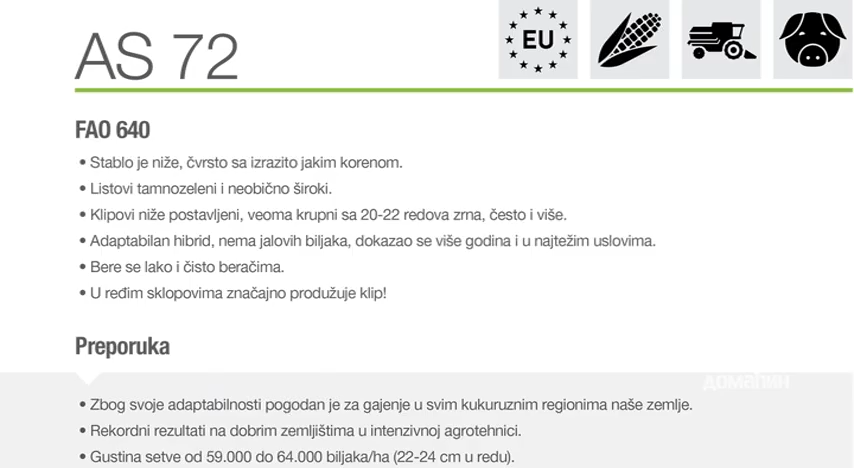 AS 72
EU
FAO 640
• Stablo je niže, čvrsto sa izrazito jakim korenom.
• Listovi tamnozeleni i neobično široki.
• Klipovi niže postavljeni, veoma krupni sa 20-22 redova zrna, često i više.
• Adaptabilan hibrid, nema jalovih biljaka, dokazao se više godina i u najtežim uslovima.
• Bere se lako i čisto beračima.
• U ređim sklopovima značajno produžuje klip!
Preporuka
домаћин
• Zbog svoje adaptabilnosti pogodan je za gajenje u svim kukuruznim regionima naše zemlje.
• Rekordni rezultati na dobrim zemljištima u intenzivnoj agrotehnici.
• Gustina setve od 59.000 do 64.000 biljaka/ha (22-24 cm u redu).